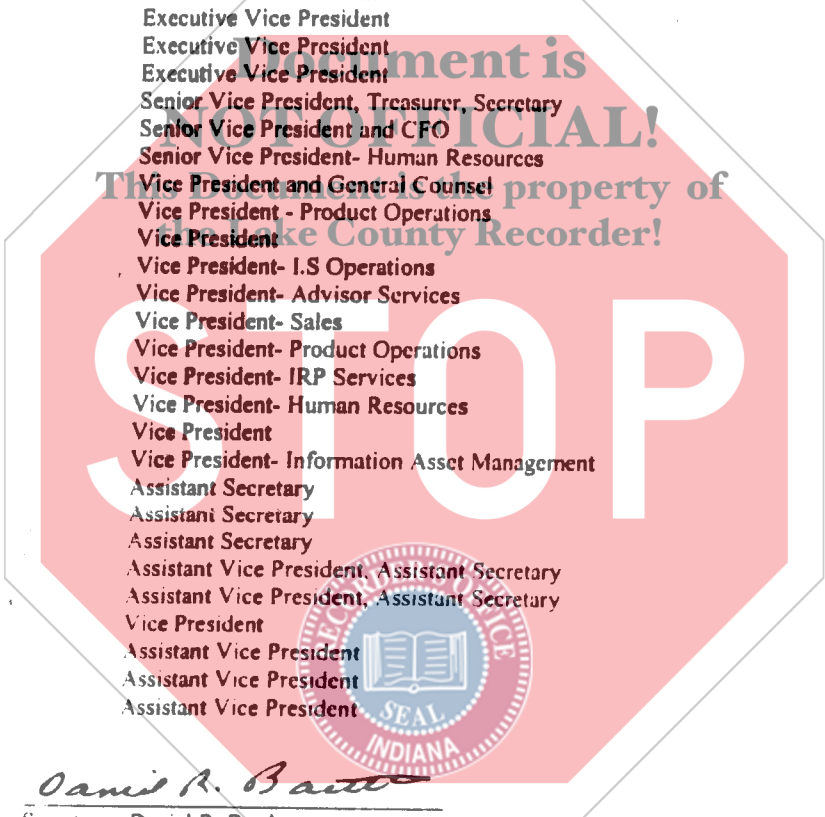 Executive Vice President
Executive Vice President
Executive Vice President
Senior Vice President, Treasurer, Secretary
Senior Vice President and CFO
Senior Vice President- Human Resources
Vice President and General Counsel
Vice President - Product Operations
Vice President
Vice President- I.S Operations
Vice President- Advisor Services
Vice President- Sales
Vice President- Product Operations
Vice President- IRP Services
Vice President- Human Resources
Vice President
Vice President- Information Asset Management
Assistant Secretary
Assistant Secretary
Assistant Secretary
Assistant Vice President, Assistant Secretary
Assistant Vice President, Assistant Secretary
Vice President
Assistant Vice President
Assistant Vice President
Assistant Vice President
Document is
NOT OFFICIAL!
This Document is the property of
the Lake County Recorder!
STOP
RECORDER'S OFFICE
SEAL
INDIANA
Daniel R.